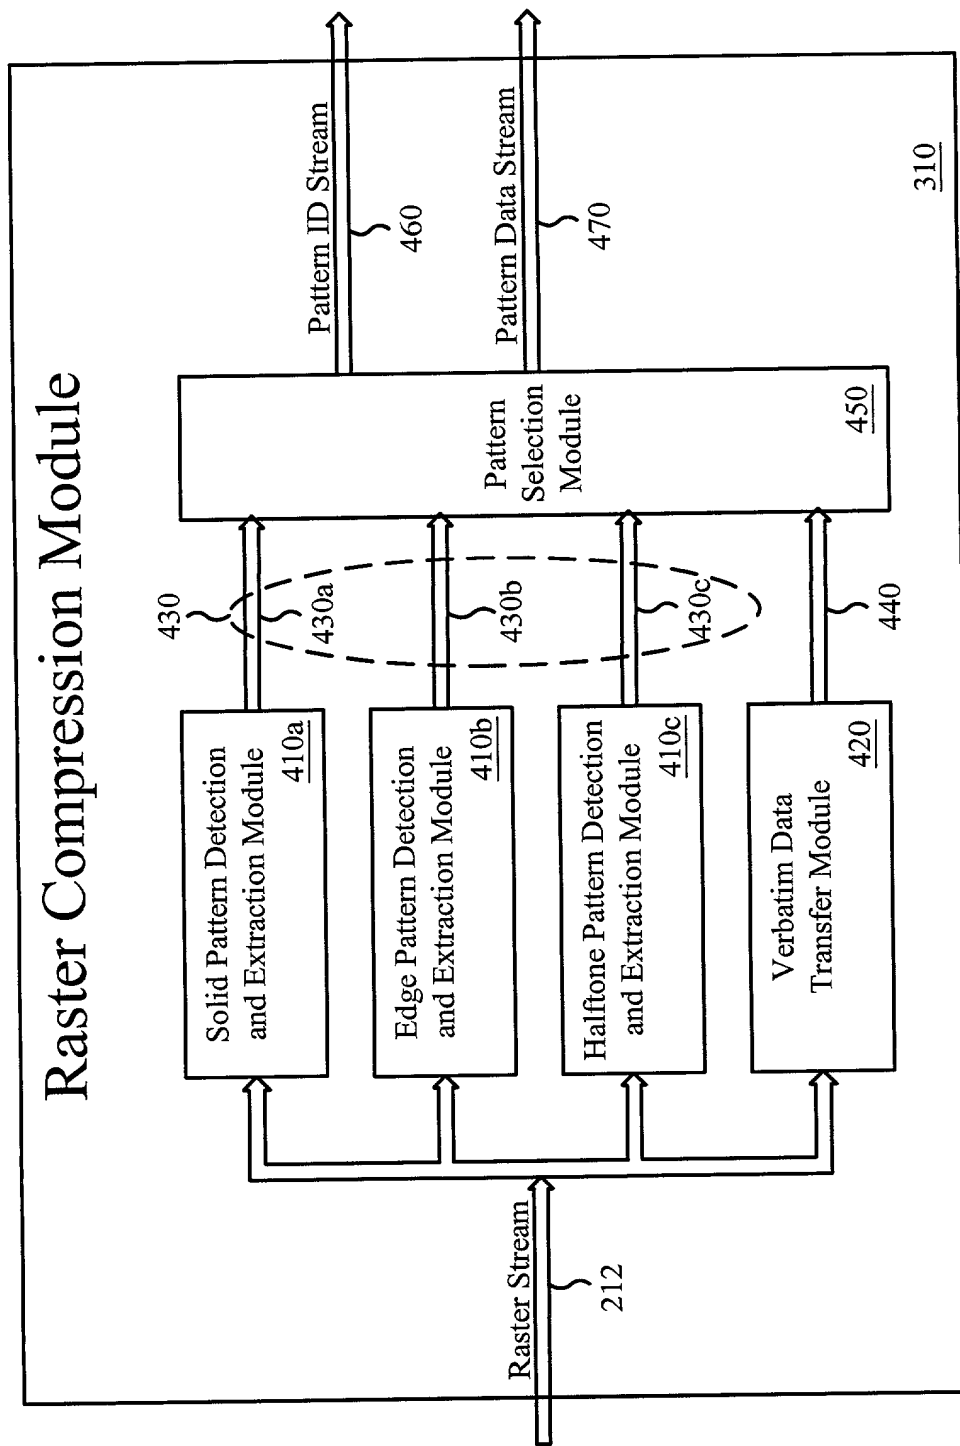 Raster Compression Module
Raster Stream
212
Solid Pattern Detection
and Extraction Module
410a
Edge Pattern Detection
and Extraction Module
410b
Halftone Pattern Detection
and Extraction Module
410c
Verbatim Data
Transfer Module
420
430
430a
430b
430c
440
Pattern
Selection
Module
450
Pattern ID Stream
460
Pattern Data Stream
470
310